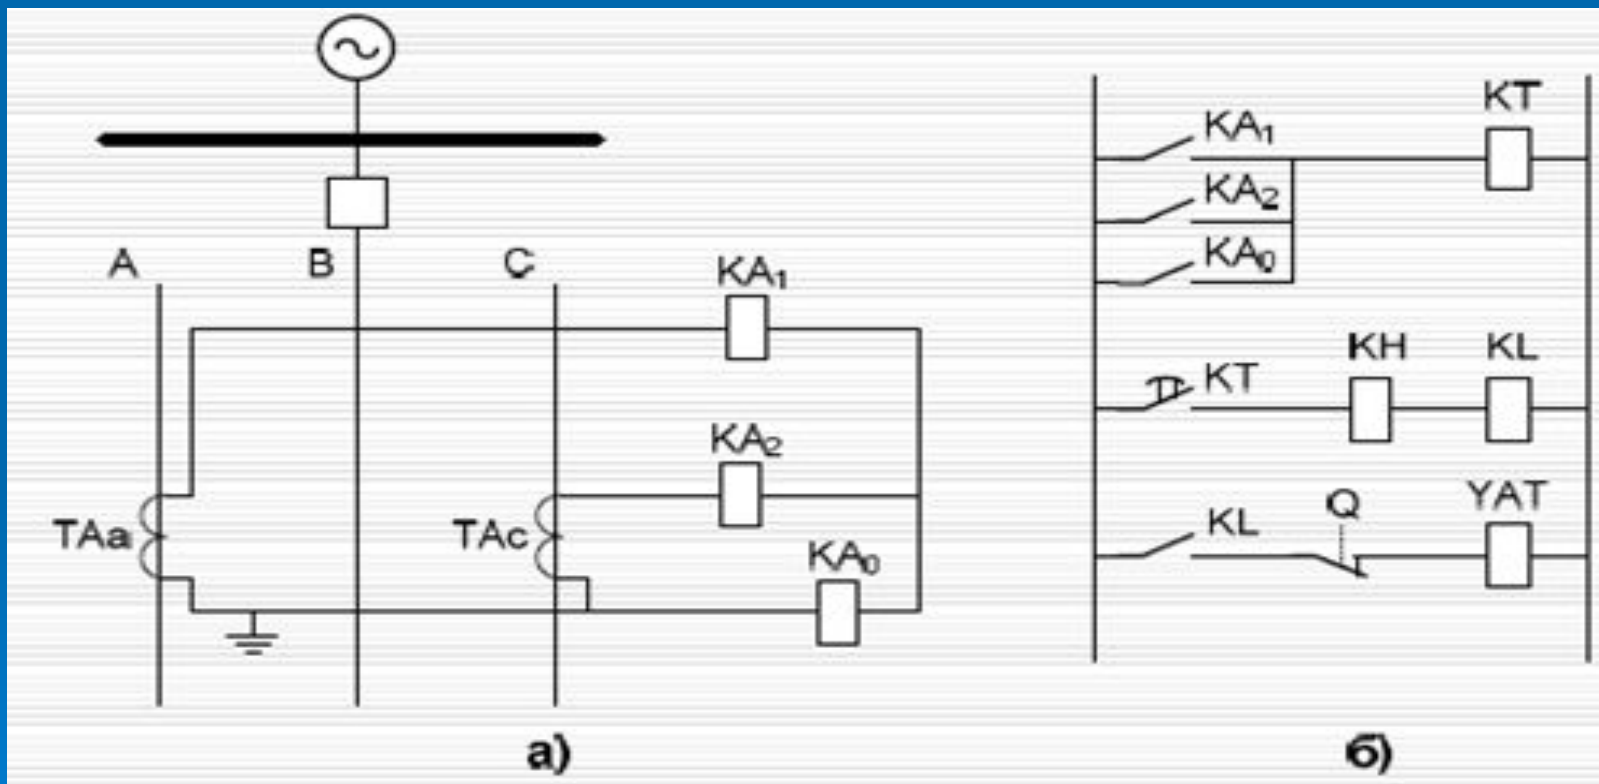 A B C
KA₁
KA₂
KA₀
TAa TAc
а)
KT
KA₁
KA₂
KA₀
KH KL
KT
Q YAT
KL
б)